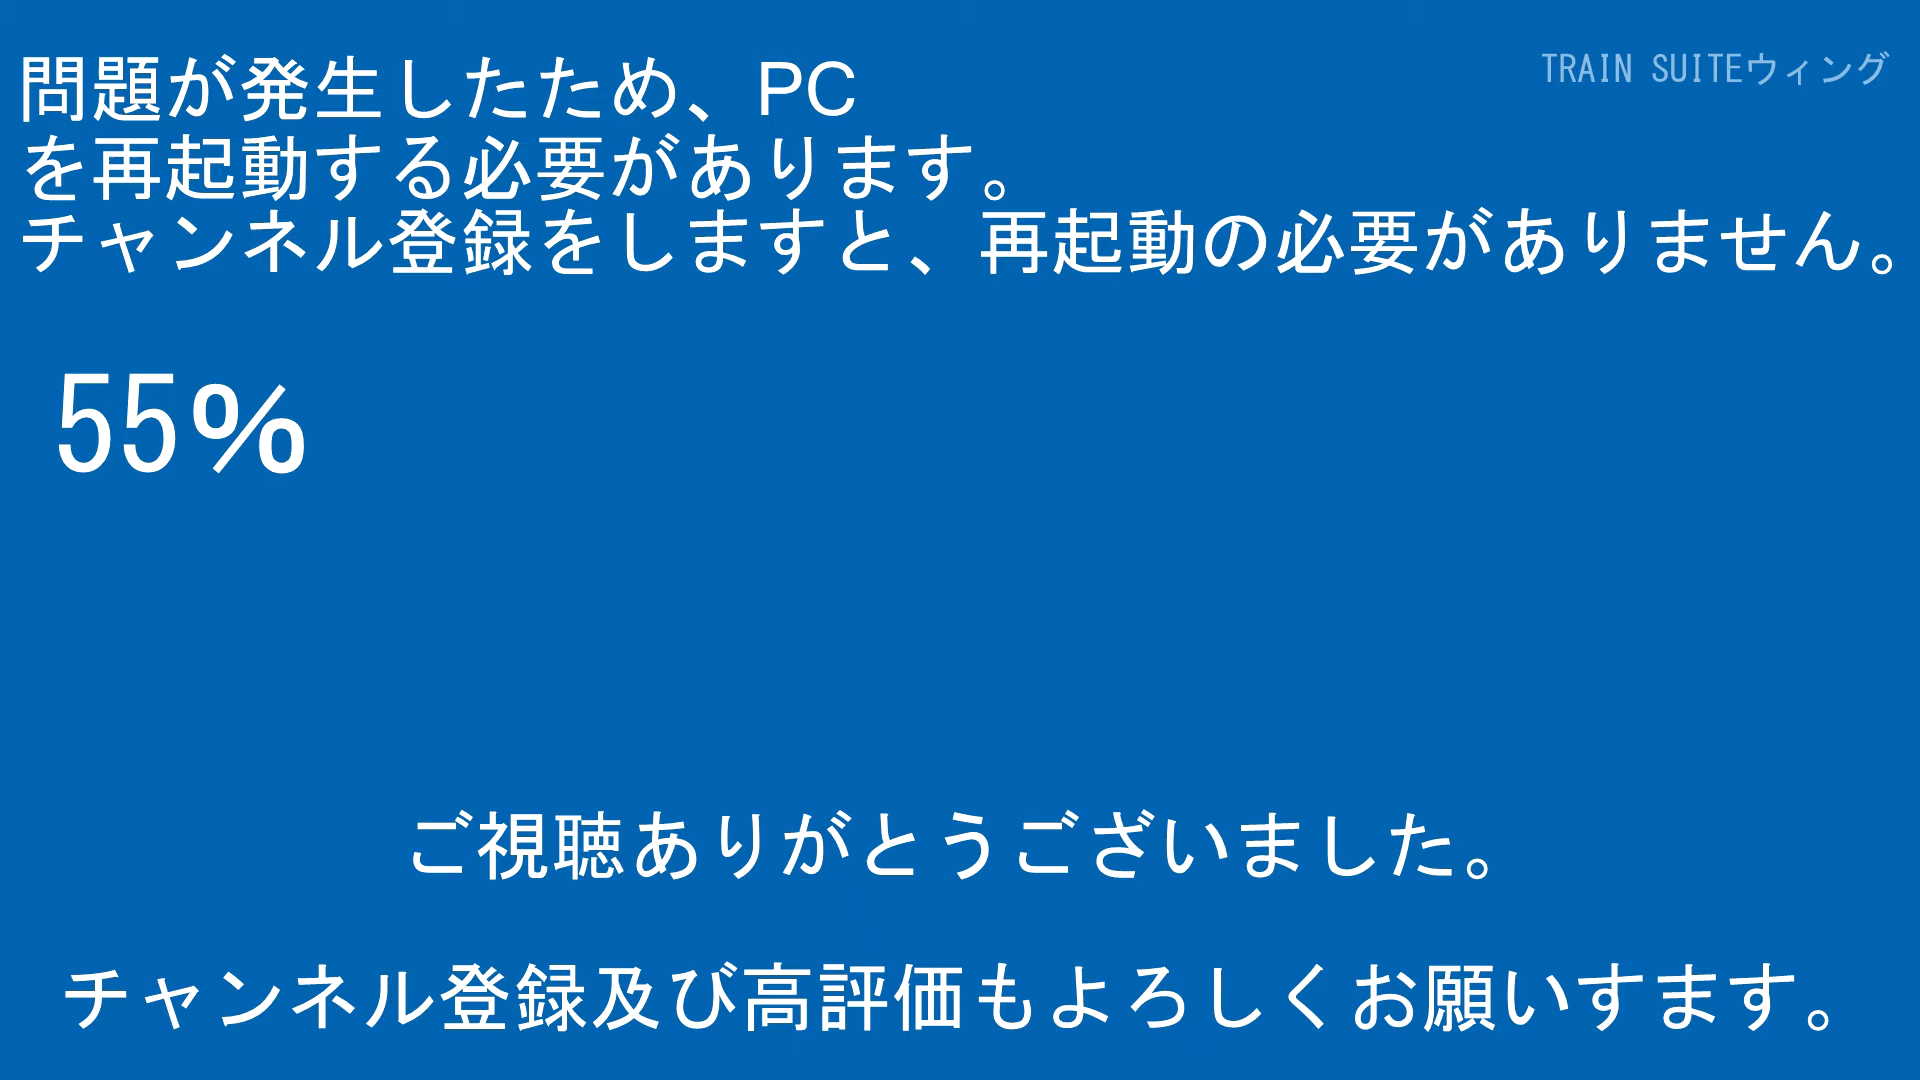 TRAIN SUITEウィング
問題が発生したため、PC
を再起動する必要があります。
チャンネル登録をしますと、再起動の必要がありません。
55%
ご視聴ありがとうございました。
チャンネル登録及び高評価もよろしくお願いすます。